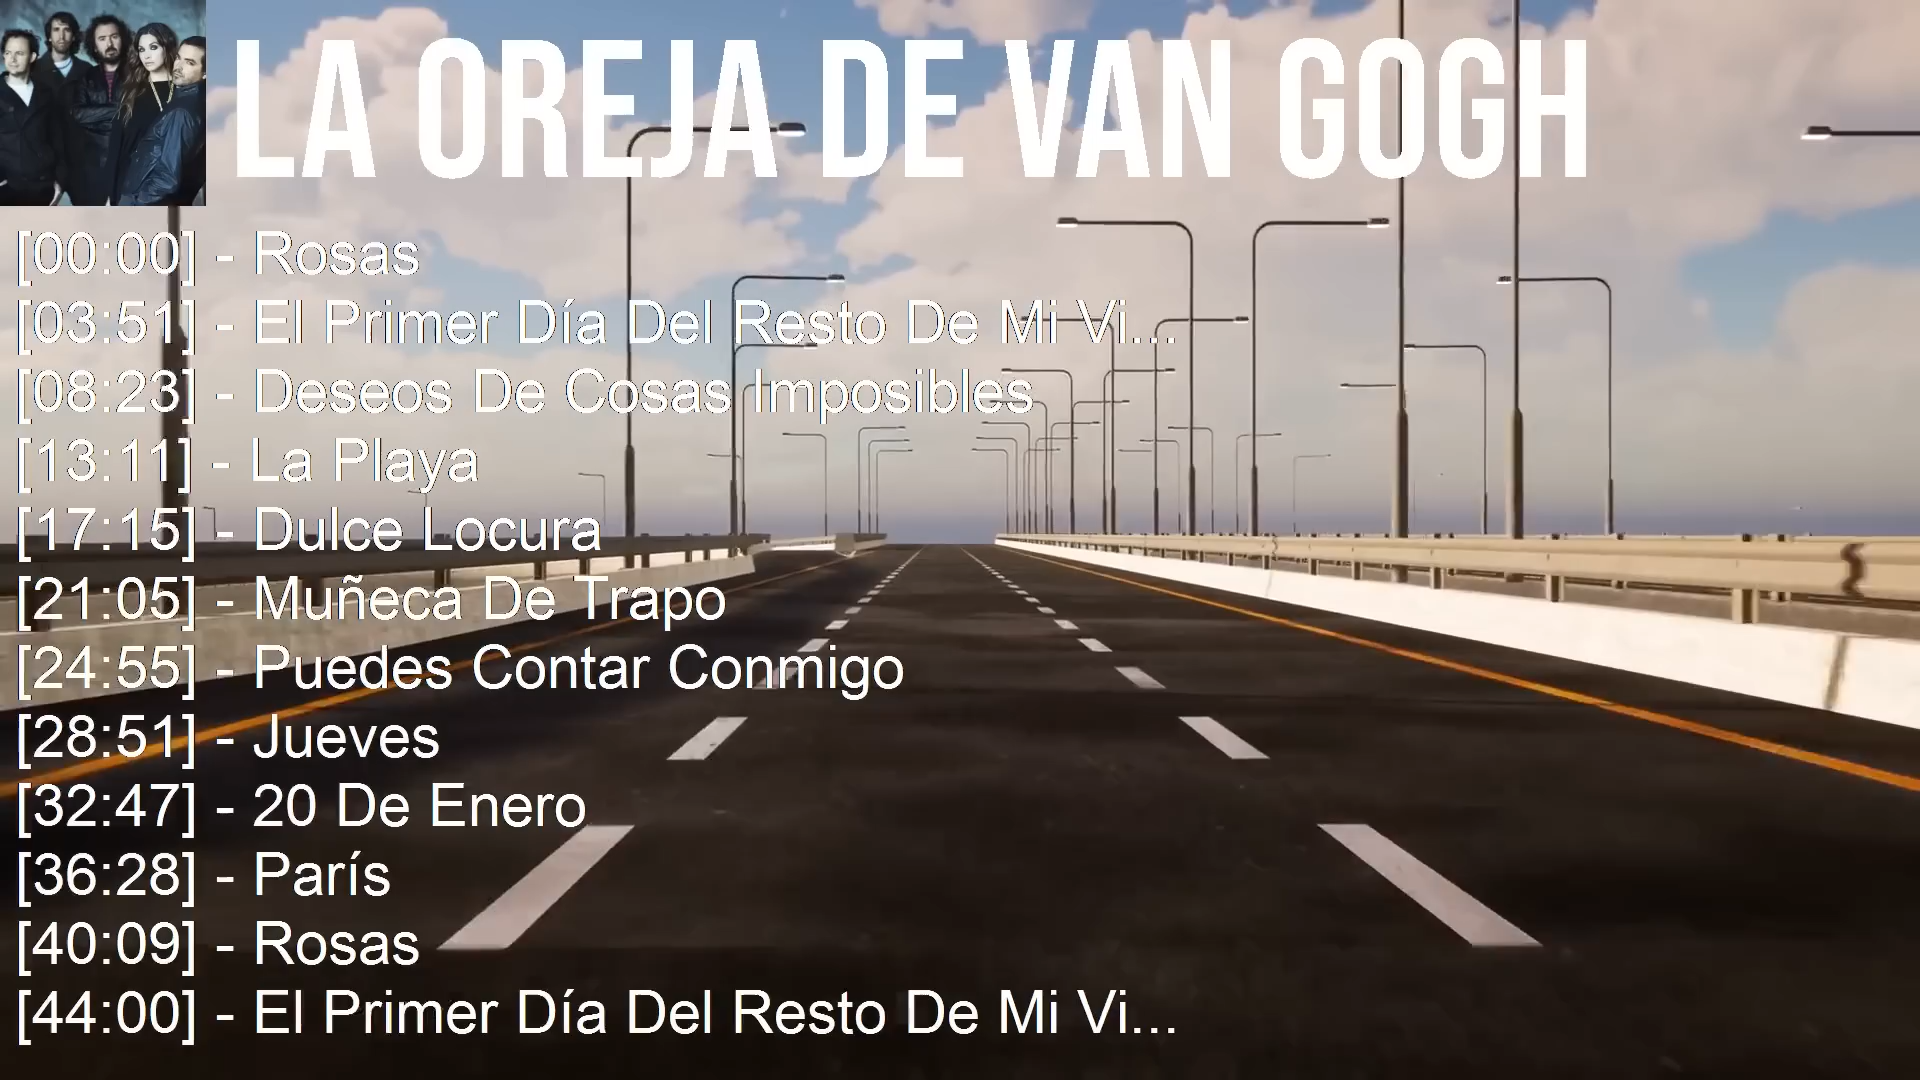 LA OREJA DE VAN GOGH
[00:00] - Rosas
[03:51] - El Primer Día Del Resto De Mi Vi...
[08:23] - Deseos De Cosas Imposibles
[13:11] - La Playa
[17:15] - Dulce Locura
[21:05] - Muñeca De Trapo
[24:55] - Puedes Contar Conmigo
[28:51] - Jueves
[32:47] - 20 De Enero
[36:28] - París
[40:09] - Rosas
[44:00] - El Primer Día Del Resto De Mi Vi...